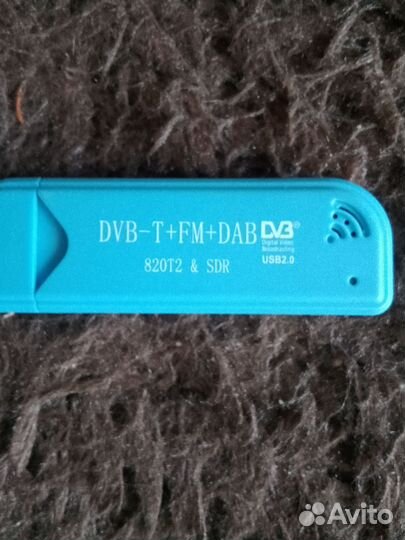 DVB-T+FM+DAB
820T2 & SDR
DVB®
Digital Video
Broadcasting
USB2.0
Avito